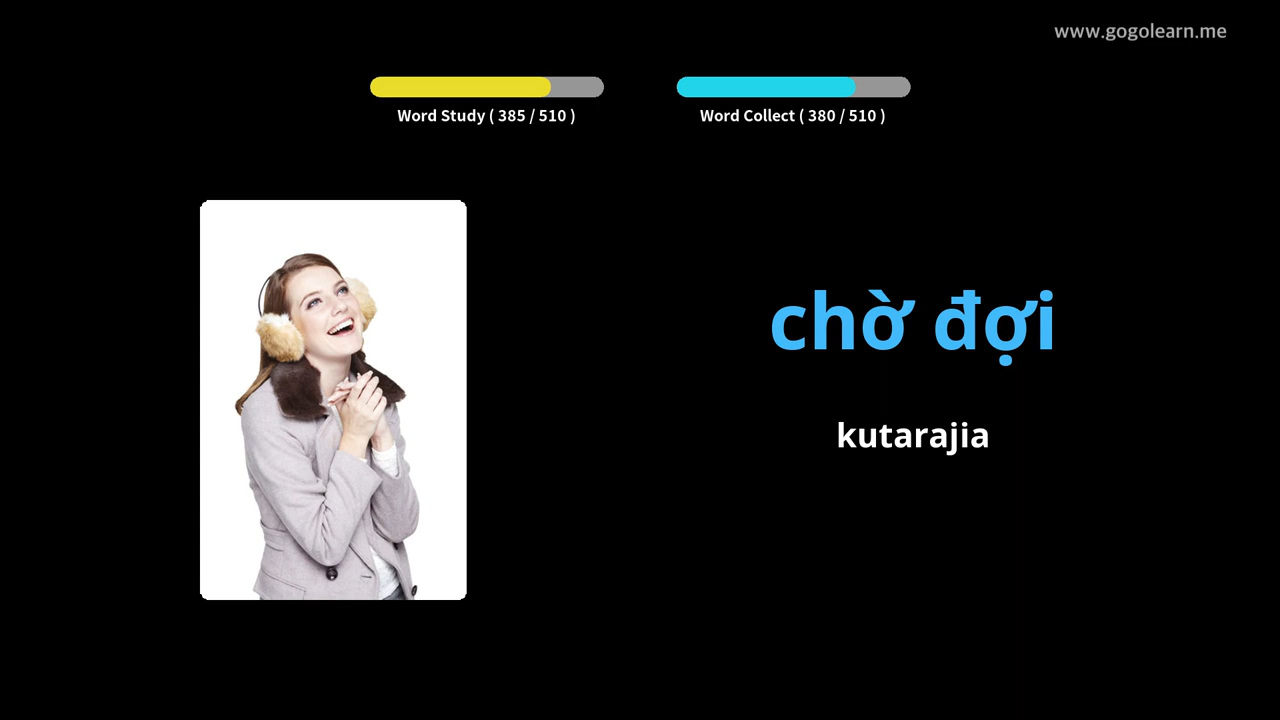 www.gogolearn.me
Word Study ( 385 / 510 )
Word Collect ( 380 / 510 )
chờ đợi
kutarajia